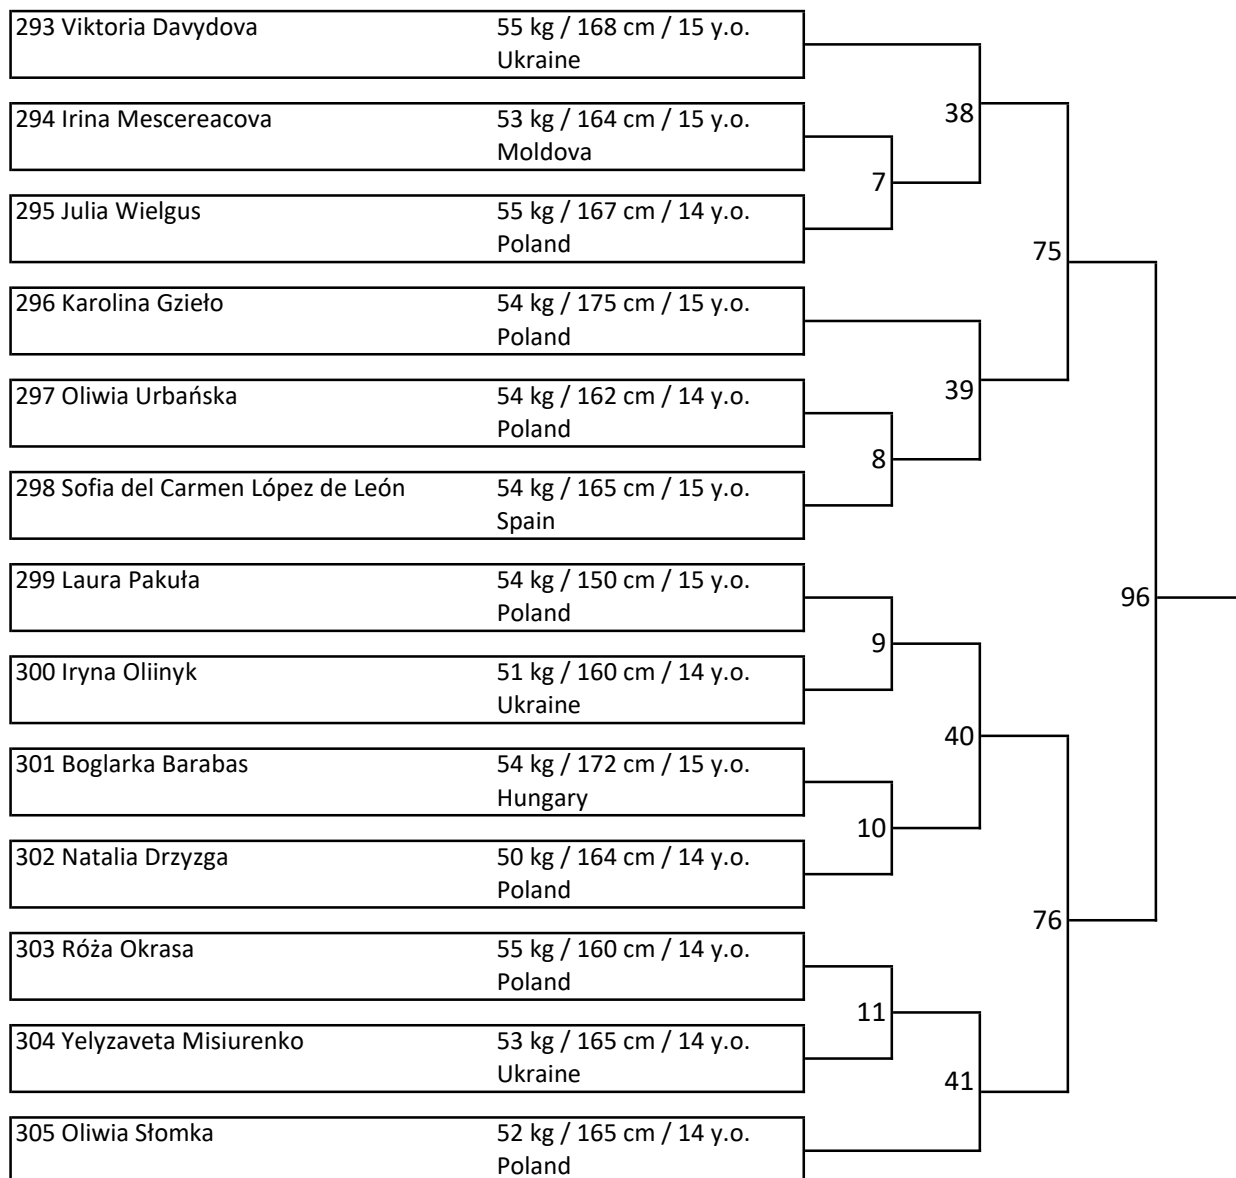 293 Viktoria Davydova 55 kg / 168 cm / 15 y.o.
Ukraine
38
294 Irina Mescereacova 53 kg / 164 cm / 15 y.o.
Moldova
7
295 Julia Wielgus 55 kg / 167 cm / 14 y.o.
Poland
75
296 Karolina Gzieło 54 kg / 175 cm / 15 y.o.
Poland
39
297 Oliwia Urbańska 54 kg / 162 cm / 14 y.o.
Poland
8
298 Sofia del Carmen López de León 54 kg / 165 cm / 15 y.o.
Spain
299 Laura Pakuła 54 kg / 150 cm / 15 y.o.
Poland
96
9
300 Iryna Oliinyk 51 kg / 160 cm / 14 y.o.
Ukraine
40
301 Boglarka Barabas 54 kg / 172 cm / 15 y.o.
Hungary
10
302 Natalia Drzyzga 50 kg / 164 cm / 14 y.o.
Poland
76
303 Róża Okrasa 55 kg / 160 cm / 14 y.o.
Poland
11
304 Yelyzaveta Misiurenko 53 kg / 165 cm / 14 y.o.
Ukraine
41
305 Oliwia Słomka 52 kg / 165 cm / 14 y.o.
Poland